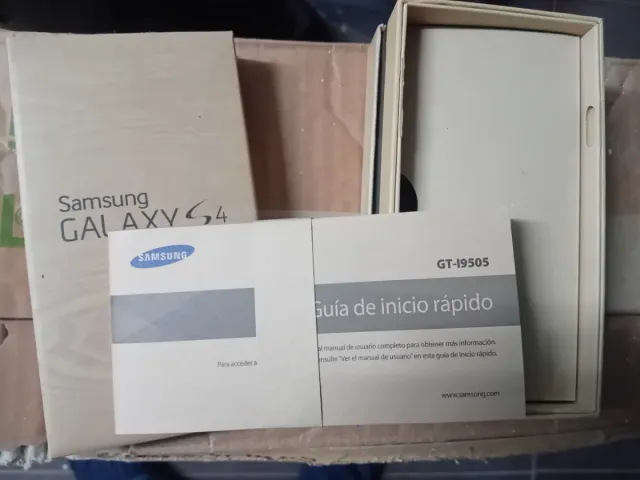 Samsung
GALAXY S4
SAMSUNG
GT-I9505
Guía de inicio rápido
Para acceder a
al manual de usuario completo para obtener más información.
"Ver el manual de usuario" en esta guía de inicio rápido.
www.samsung.com